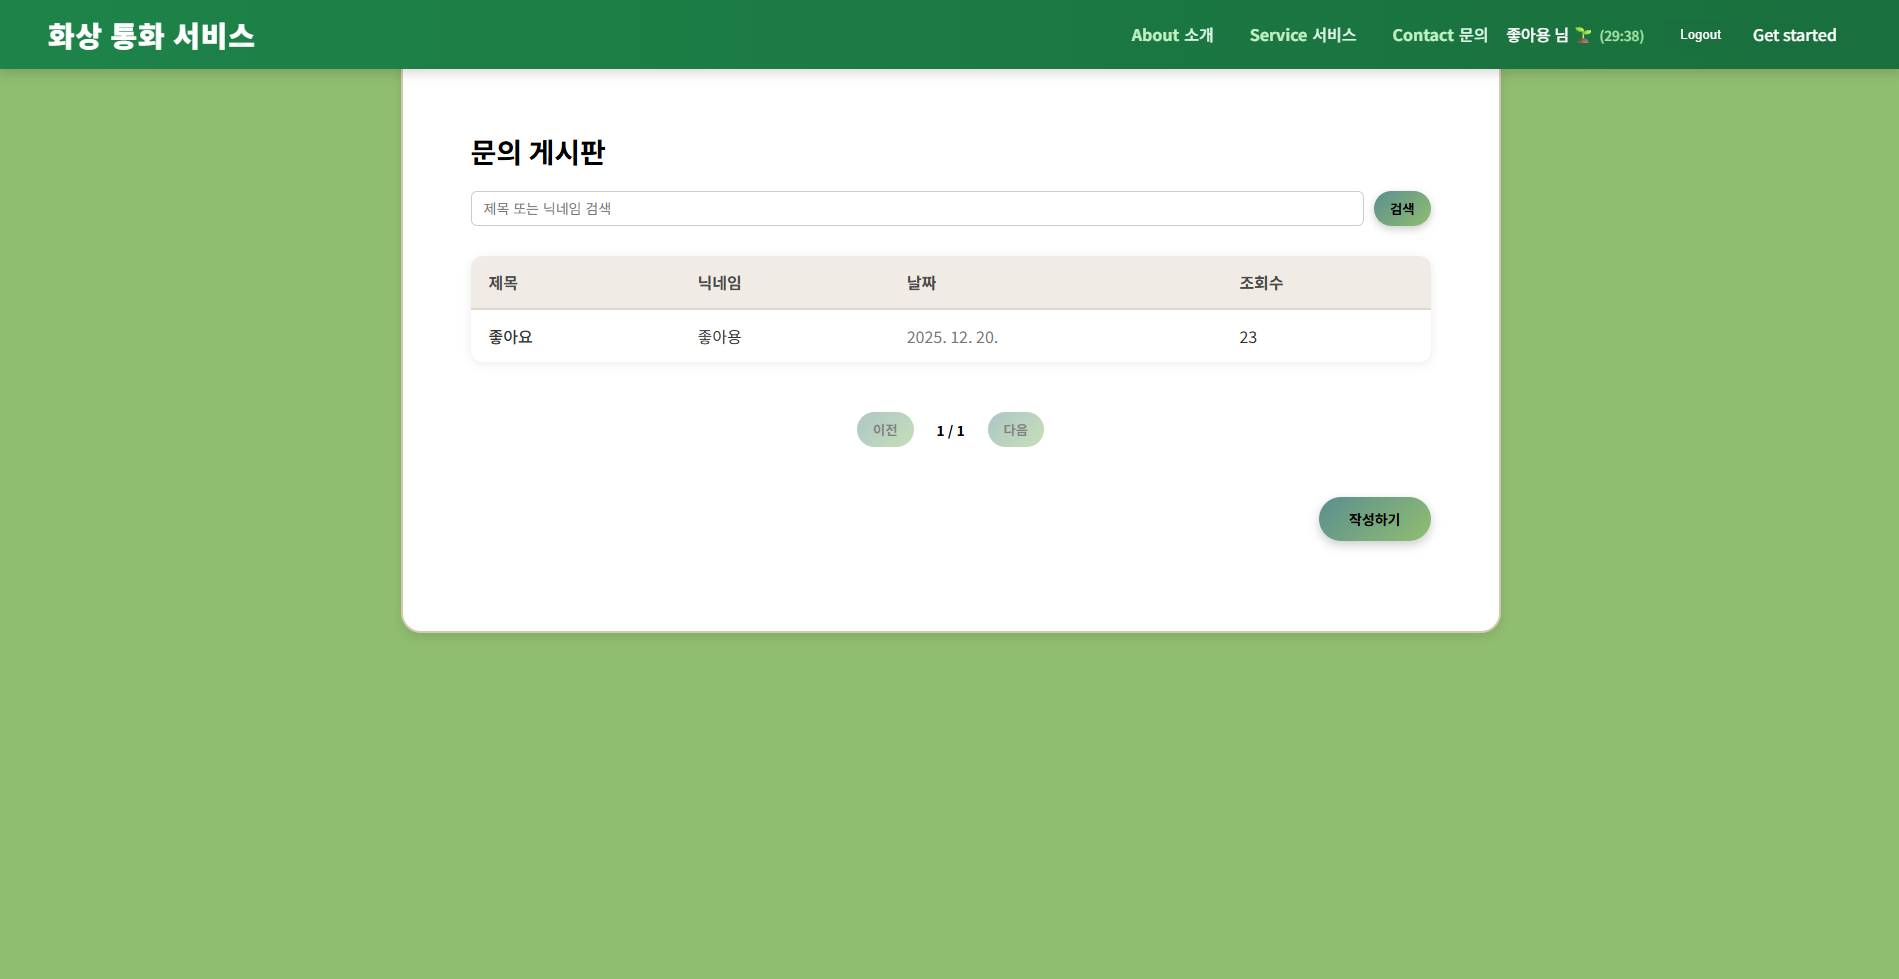 화상 통화 서비스
About 소개 Service 서비스 Contact 문의 좋아용 님 🌱 (29:38) Logout Get started
문의 게시판
제목 또는 닉네임 검색 검색
제목 닉네임 날짜 조회수
좋아요 좋아용 2025. 12. 20. 23
이전 1 / 1 다음
작성하기